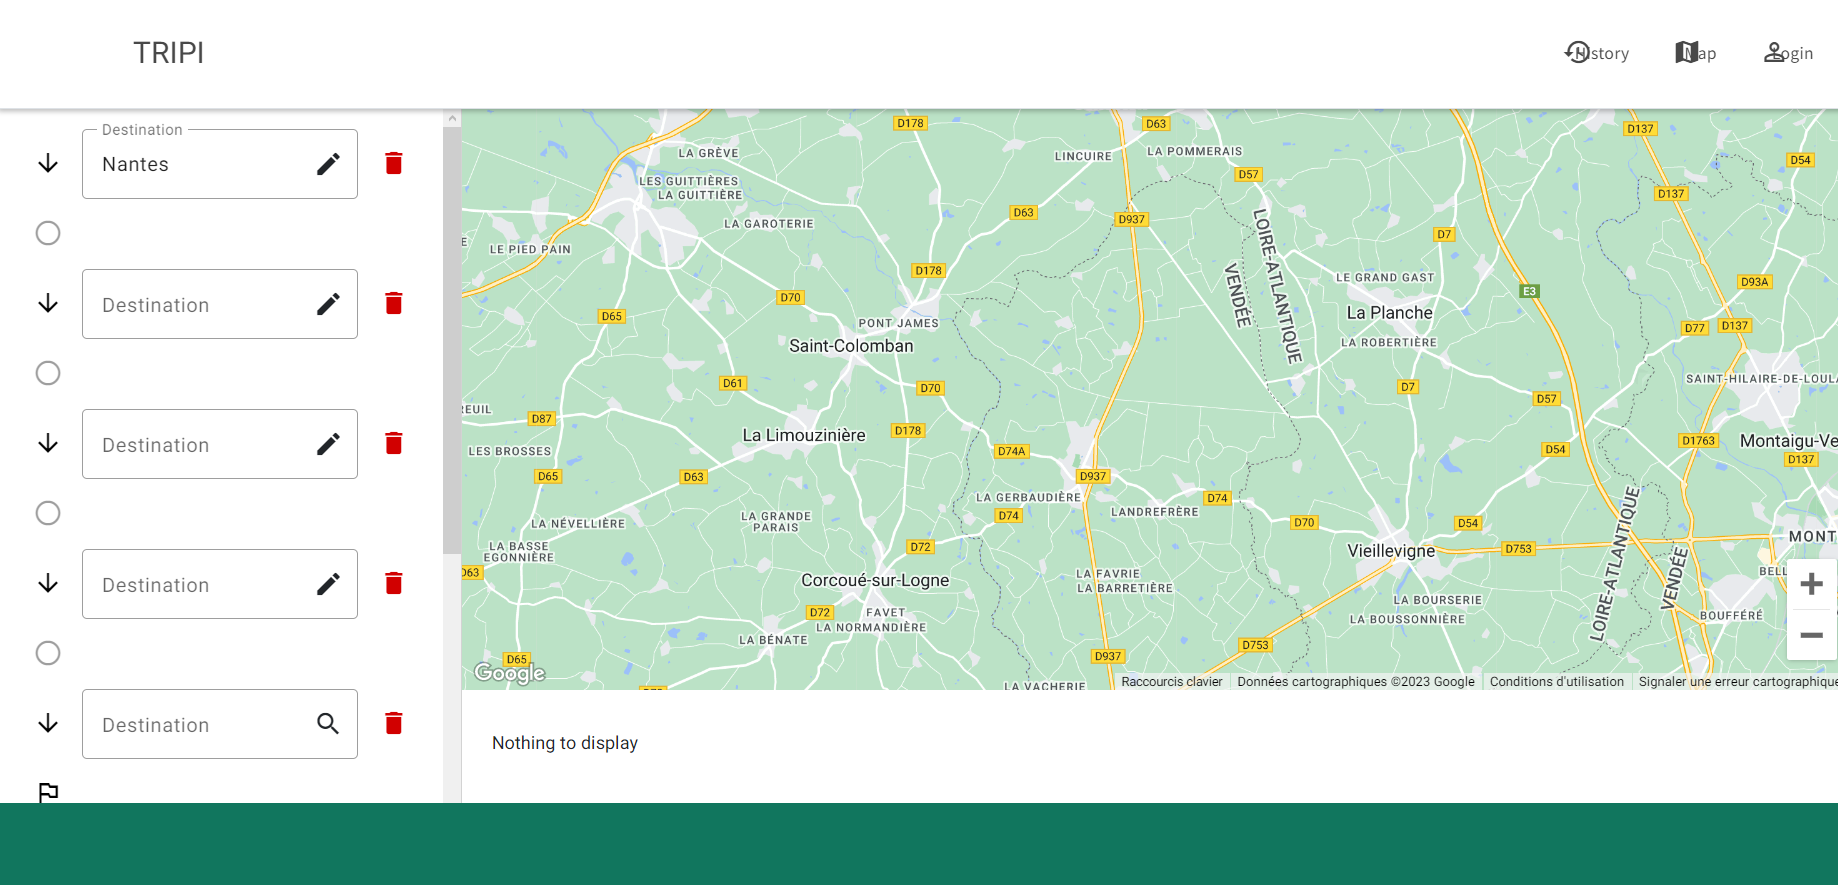 TRIPI
History
Map
Login
Destination
Nantes
Destination
Destination
Destination
Destination
D178
D63
D137
LA GRÈVE
LINCUIRE
LA POMMERAIS
D54
D57
LES GUITTIÈRES
LA GUITTIÈRE
D137
LA GAROTERIE
D63
D937
LE PIED PAIN
D7
LOIRE-ATLANTIQUE
VENDÉE
D178
LE GRAND GAST
D93A
D70
E3
D65
PONT JAMES
La Planche
D77
D137
Saint-Colomban
LA ROBERTIÈRE
D61
D70
D7
SAINT-HILAIRE-DE-LOULA
D57
REUIL
D87
La Limouzinière
D178
D1763
Montaigu-Ve
LES BROSSES
D74A
D54
D137
D65
D63
D937
LA GERBAUDIÈRE
D74
LA NÉVELLIÈRE
LA GRANDE
PARAIS
D74
LANDREFRÈRE
D70
D54
LOIRE-ATLANTIQUE
VENDÉE
LA BASSE
EGONNIÈRE
D72
Vieillevigne
D753
MONT
D63
Corcoué-sur-Logne
LA FAVRIE
LA BARRETIÈRE
BELL
D72
FAVET
LA NORMANDIÈRE
LA BOURSERIE
LA BOUSSONNIÈRE
BOUFFÉRÉ
LA BÉNATE
D753
D65
D937
Google
LA VACHERIE
Raccourcis clavier
Données cartographiques ©2023 Google
Conditions d'utilisation
Signaler une erreur cartographique
Nothing to display